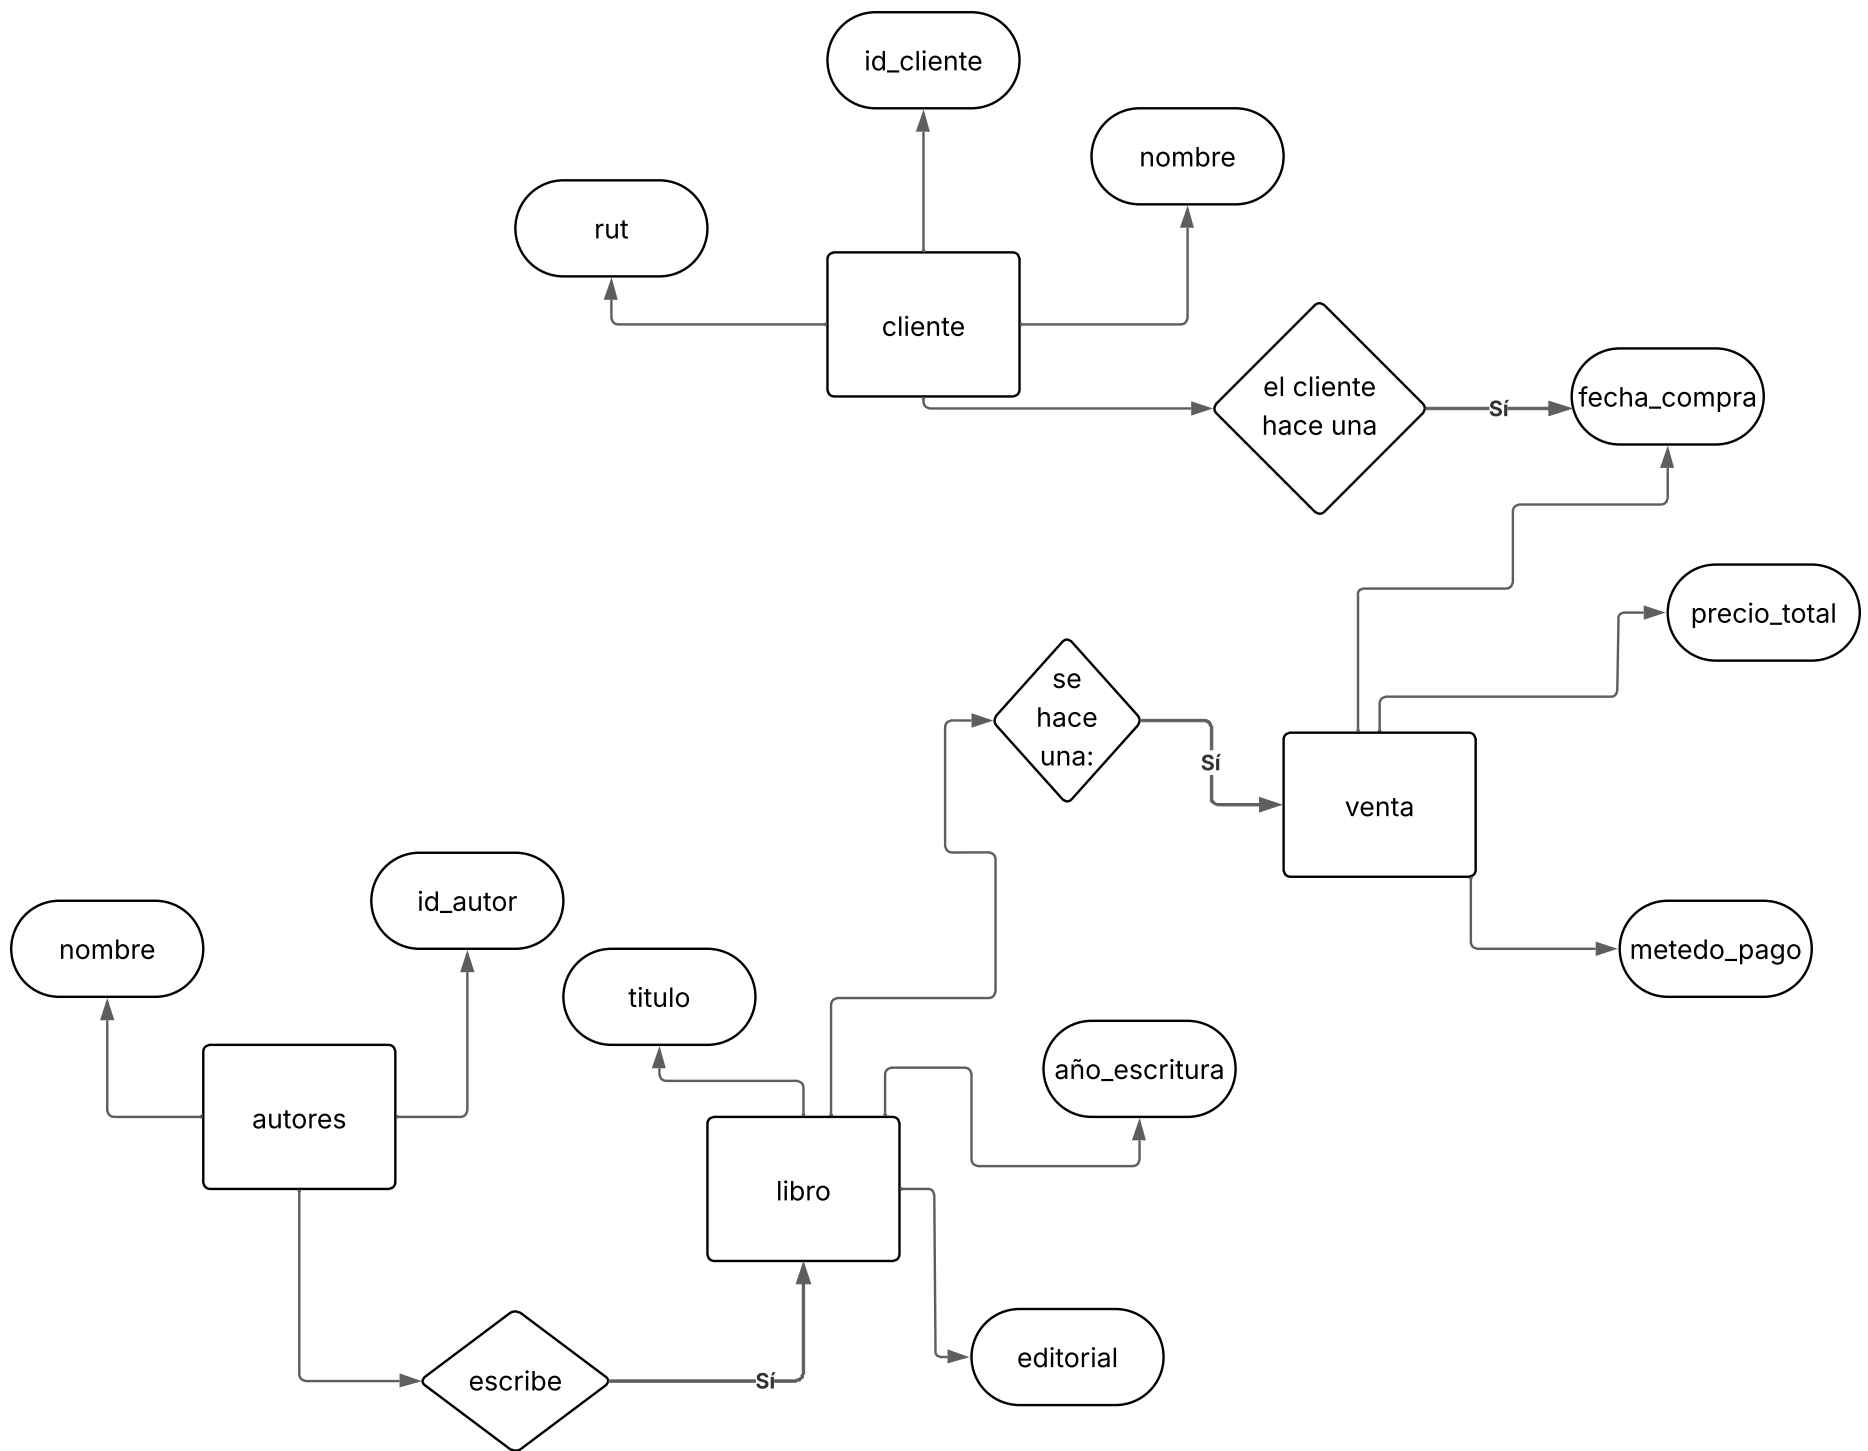 id_cliente
nombre
rut
cliente
el cliente
hace una
Sí
fecha_compra
precio_total
se
hace
una:
Sí
venta
id_autor
nombre
titulo
metedo_pago
año_escritura
autores
libro
editorial
escribe
Sí